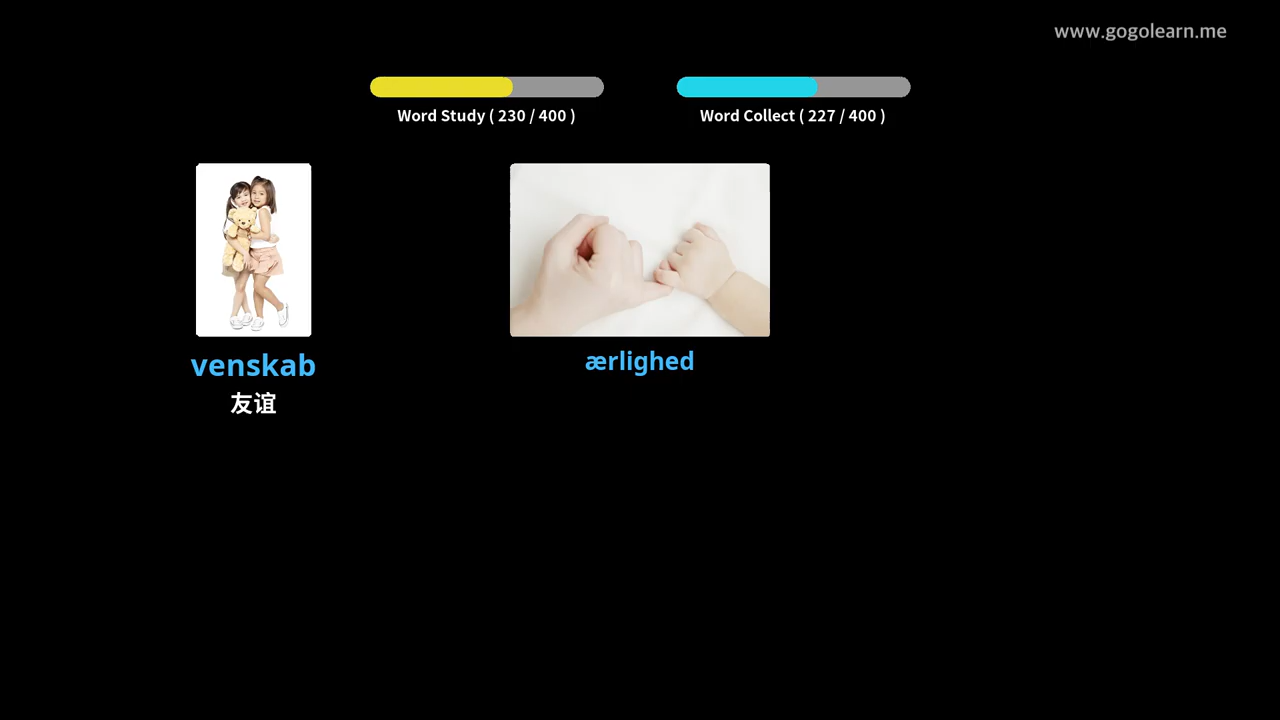 www.gogolearn.me
Word Study ( 230 / 400 )
Word Collect ( 227 / 400 )
venskab
友谊
ærlighed